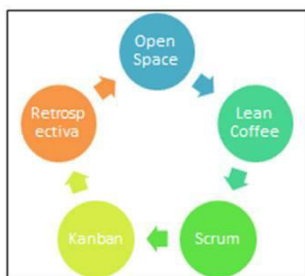 Open
Space
Lean
Coffee
Scrum
Kanban
Retrosp
ectiva